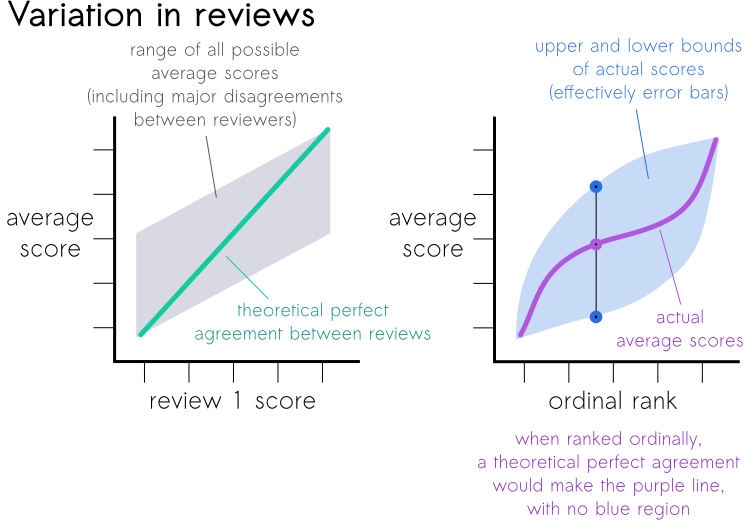 Variation in reviews
range of all possible
average scores
(including major disagreements
between reviewers)
average
score
theoretical perfect
agreement between reviews
review 1 score
upper and lower bounds
of actual scores
(effectively error bars)
average
score
actual
average scores
ordinal rank
when ranked ordinally,
a theoretical perfect agreement
would make the purple line,
with no blue region